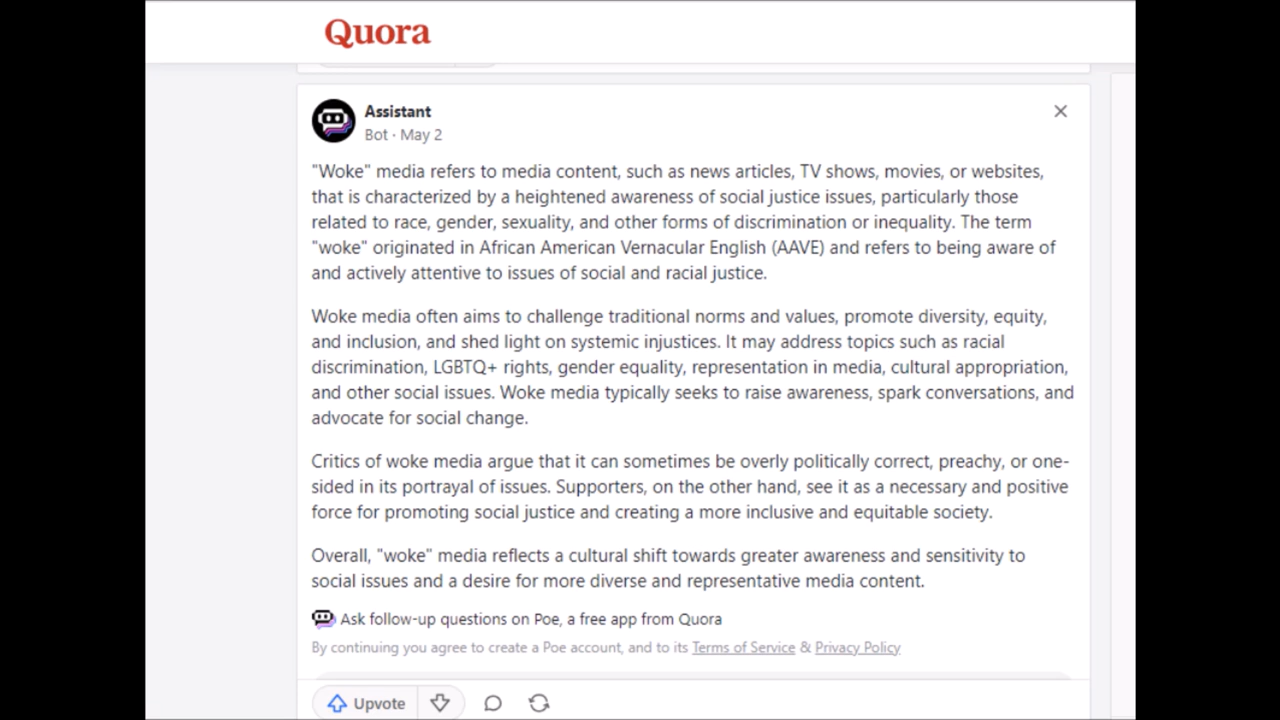 Quora
Assistant
Bot · May 2
"Woke" media refers to media content, such as news articles, TV shows, movies, or websites,
that is characterized by a heightened awareness of social justice issues, particularly those
related to race, gender, sexuality, and other forms of discrimination or inequality. The term
"woke" originated in African American Vernacular English (AAVE) and refers to being aware of
and actively attentive to issues of social and racial justice.
Woke media often aims to challenge traditional norms and values, promote diversity, equity,
and inclusion, and shed light on systemic injustices. It may address topics such as racial
discrimination, LGBTQ+ rights, gender equality, representation in media, cultural appropriation,
and other social issues. Woke media typically seeks to raise awareness, spark conversations, and
advocate for social change.
Critics of woke media argue that it can sometimes be overly politically correct, preachy, or one-
sided in its portrayal of issues. Supporters, on the other hand, see it as a necessary and positive
force for promoting social justice and creating a more inclusive and equitable society.
Overall, "woke" media reflects a cultural shift towards greater awareness and sensitivity to
social issues and a desire for more diverse and representative media content.
Ask follow-up questions on Poe, a free app from Quora
By continuing you agree to create a Poe account, and to its Terms of Service & Privacy Policy
Upvote